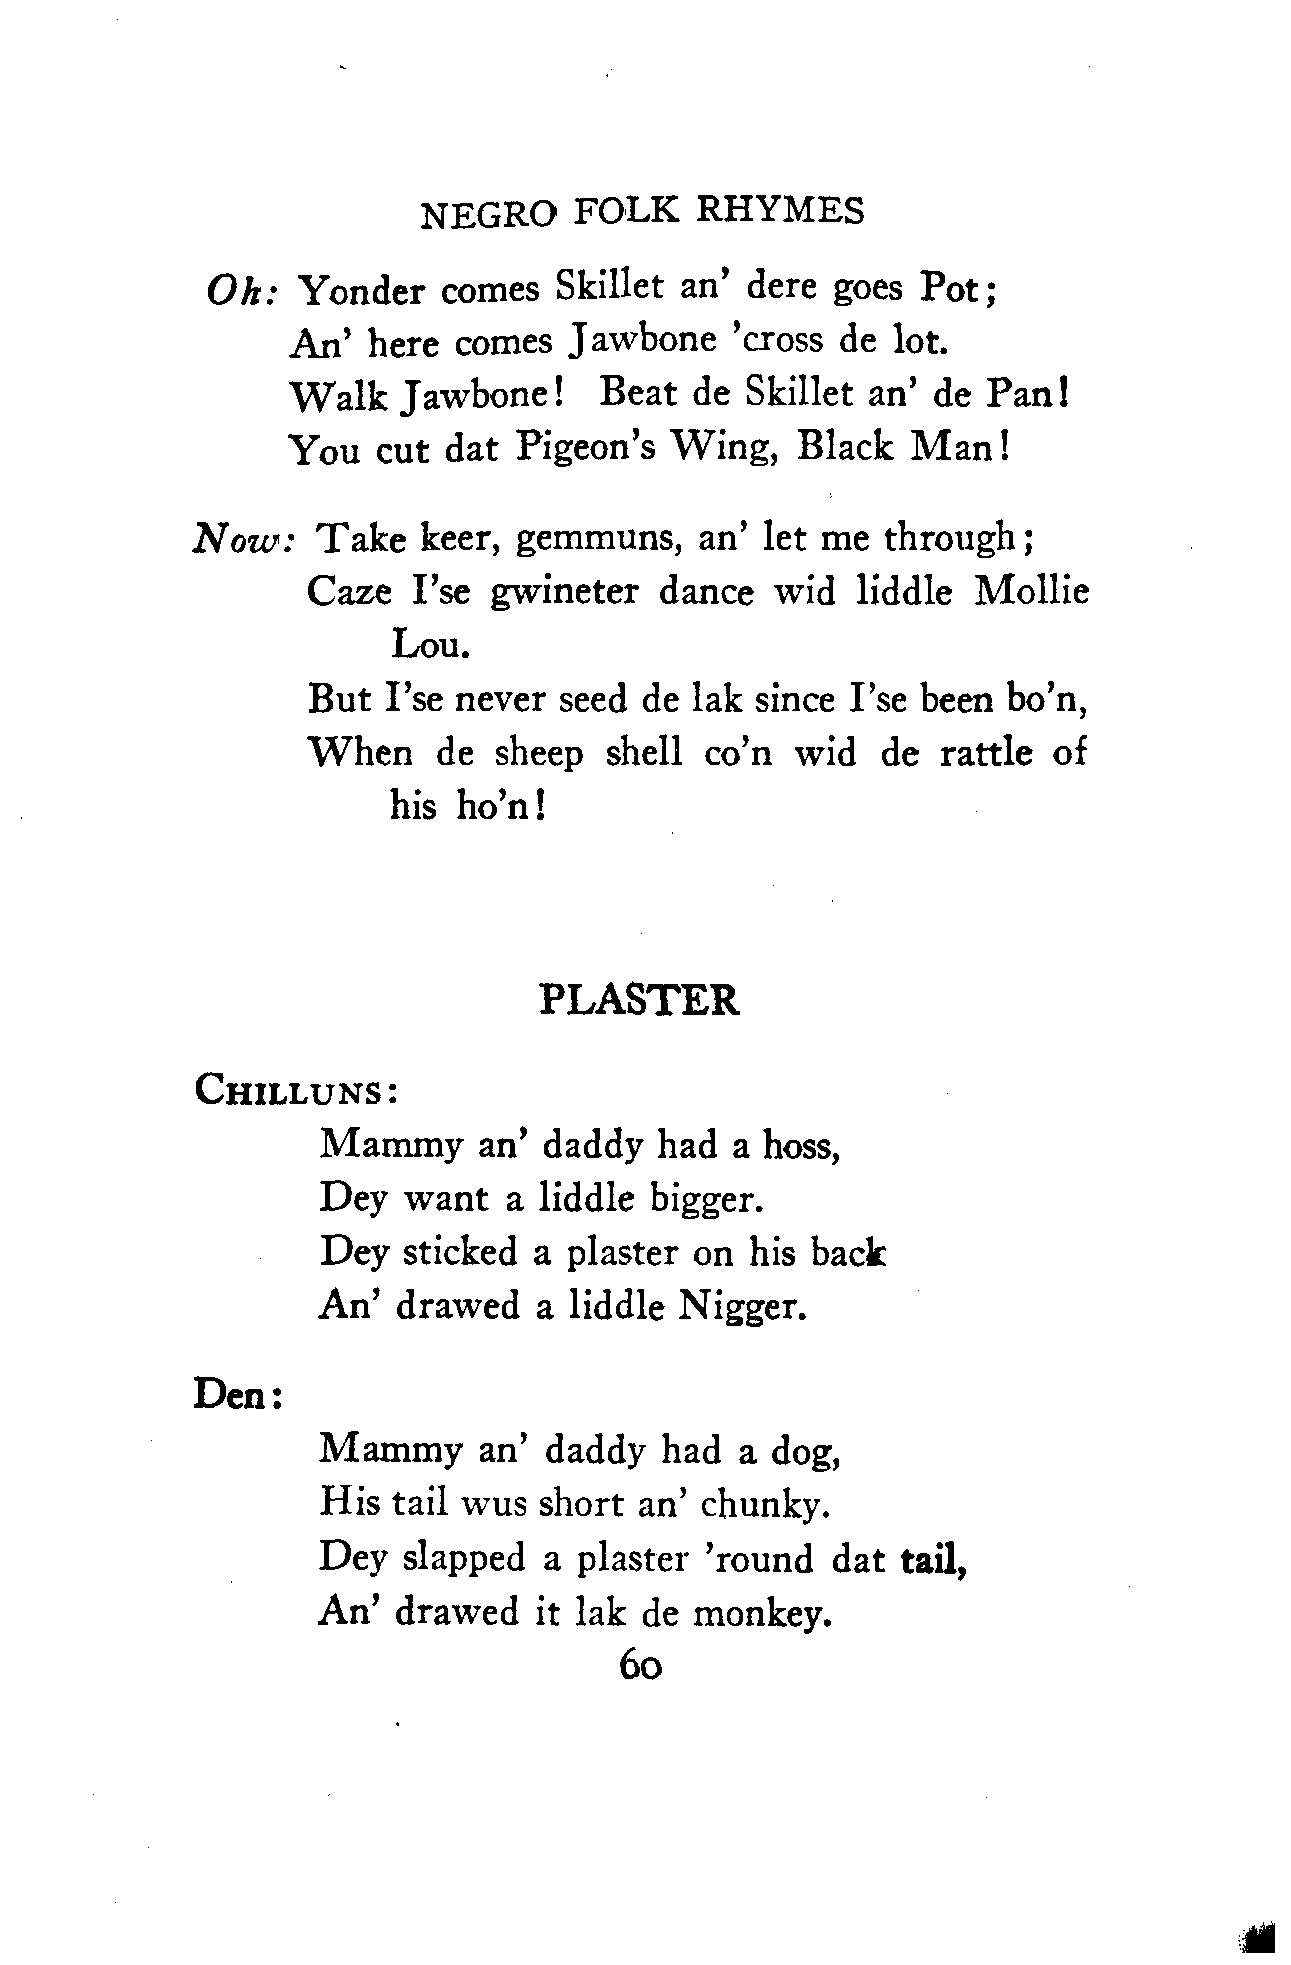 NEGRO FOLK RHYMES
Oh: Yonder comes Skillet an' dere goes Pot;
An' here comes Jawbone 'cross de lot.
Walk Jawbone! Beat de Skillet an' de Pan!
You cut dat Pigeon's Wing, Black Man!
Now: Take keer, gemmuns, an' let me through;
Caze I'se gwineter dance wid liddle Mollie
Lou.
But I'se never seed de lak since I'se been bo'n,
When de sheep shell co'n wid de rattle of
his ho'n!
PLASTER
CHILLUNS:
Mammy an' daddy had a hoss,
Dey want a liddle bigger.
Dey sticked a plaster on his back
An' drawed a liddle Nigger.
Den:
Mammy an' daddy had a dog,
His tail wus short an' chunky.
Dey slapped a plaster 'round dat tail,
An' drawed it lak de monkey.
60